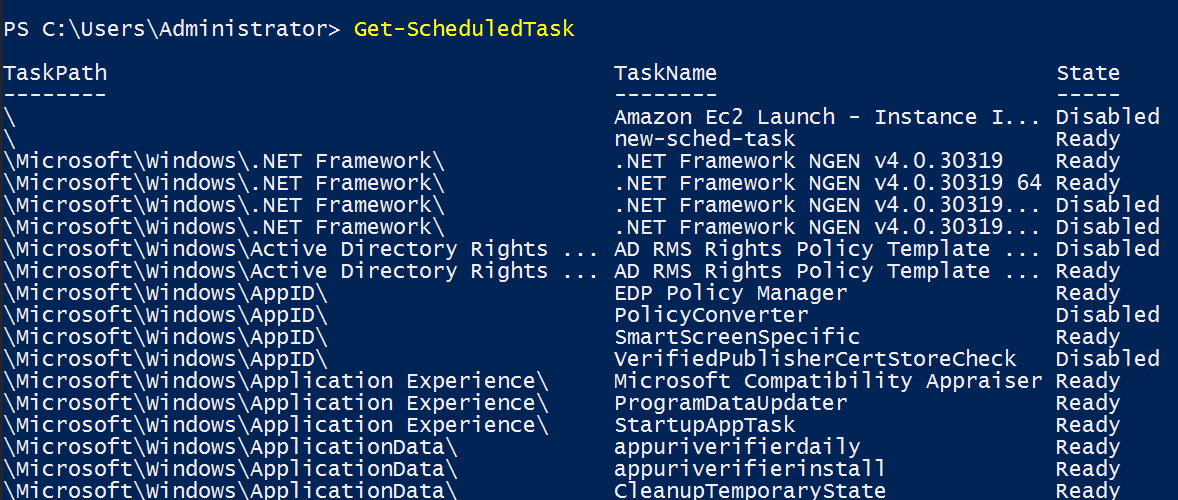 PS C:\Users\Administrator> Get-ScheduledTask
TaskPath TaskName State
-------- -------- -----
\ Amazon Ec2 Launch - Instance I... Disabled
\ new-sched-task Ready
\Microsoft\Windows\.NET Framework\ .NET Framework NGEN v4.0.30319 Ready
\Microsoft\Windows\.NET Framework\ .NET Framework NGEN v4.0.30319 64 Ready
\Microsoft\Windows\.NET Framework\ .NET Framework NGEN v4.0.30319... Disabled
\Microsoft\Windows\.NET Framework\ .NET Framework NGEN v4.0.30319... Disabled
\Microsoft\Windows\Active Directory Rights ... AD RMS Rights Policy Template ... Disabled
\Microsoft\Windows\Active Directory Rights ... AD RMS Rights Policy Template ... Ready
\Microsoft\Windows\AppID\ EDP Policy Manager Ready
\Microsoft\Windows\AppID\ PolicyConverter Disabled
\Microsoft\Windows\AppID\ SmartScreenSpecific Ready
\Microsoft\Windows\AppID\ VerifiedPublisherCertStoreCheck Disabled
\Microsoft\Windows\Application Experience\ Microsoft Compatibility Appraiser Ready
\Microsoft\Windows\Application Experience\ ProgramDataUpdater Ready
\Microsoft\Windows\Application Experience\ StartupAppTask Ready
\Microsoft\Windows\ApplicationData\ appuriverifierdaily Ready
\Microsoft\Windows\ApplicationData\ appuriverifierinstall Ready
\Microsoft\Windows\ApplicationData\ CleanupTemporaryState Ready